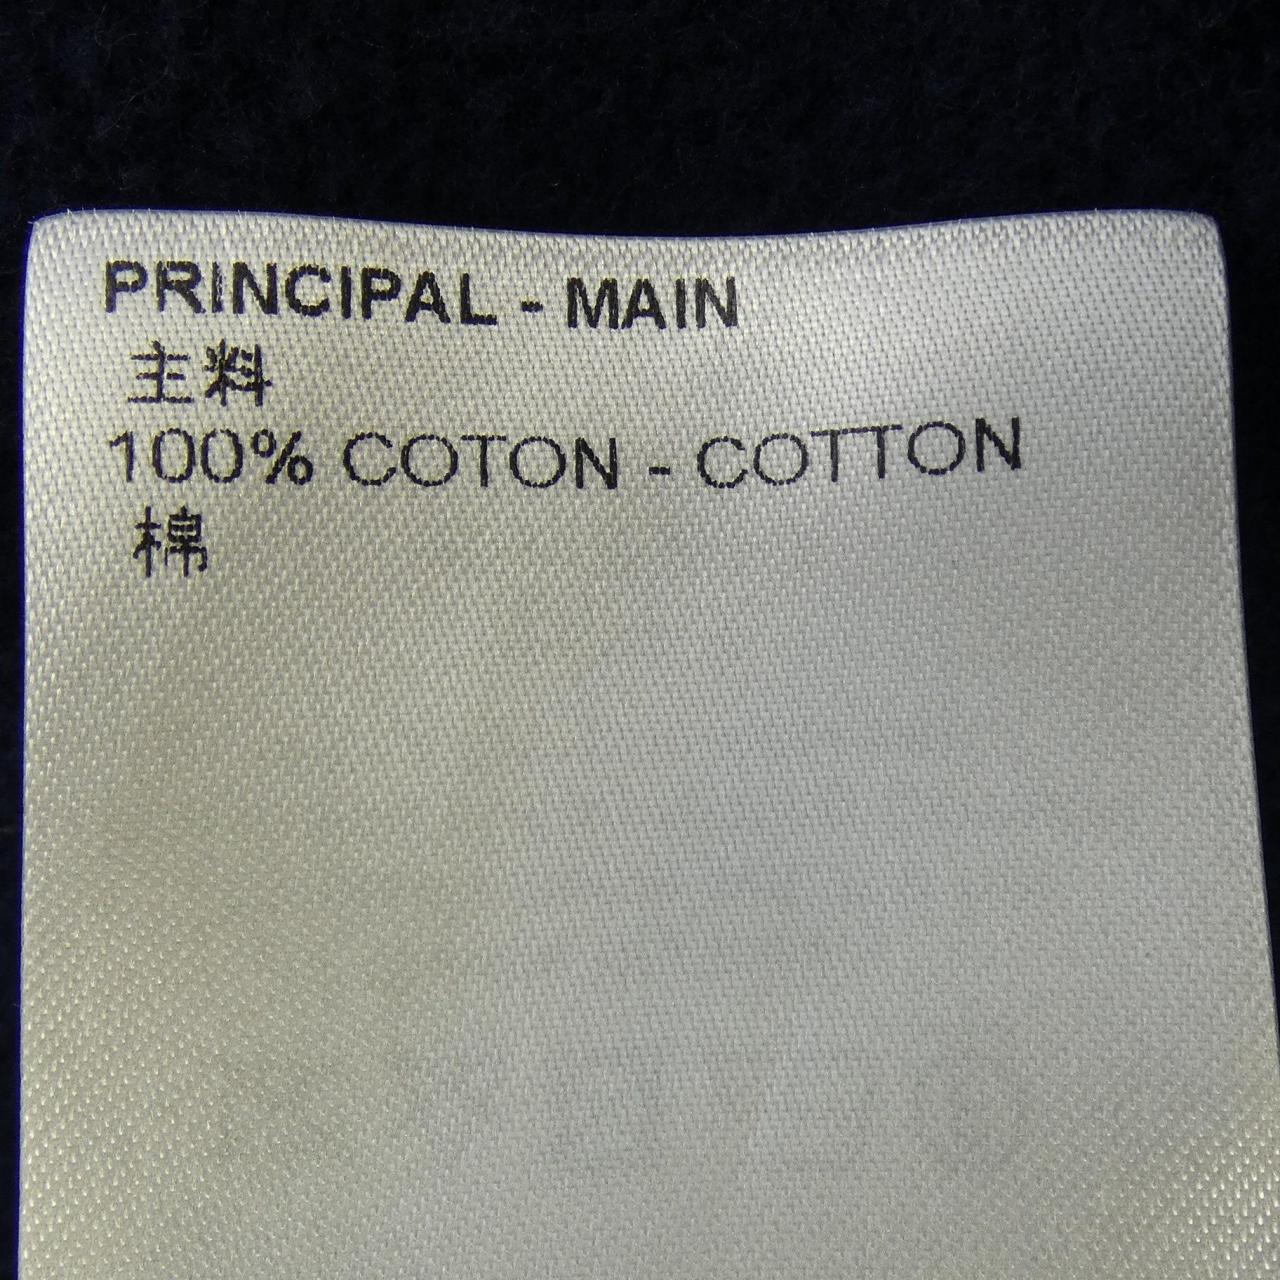 PRINCIPAL - MAIN
主料
100% COTON - COTTON
棉